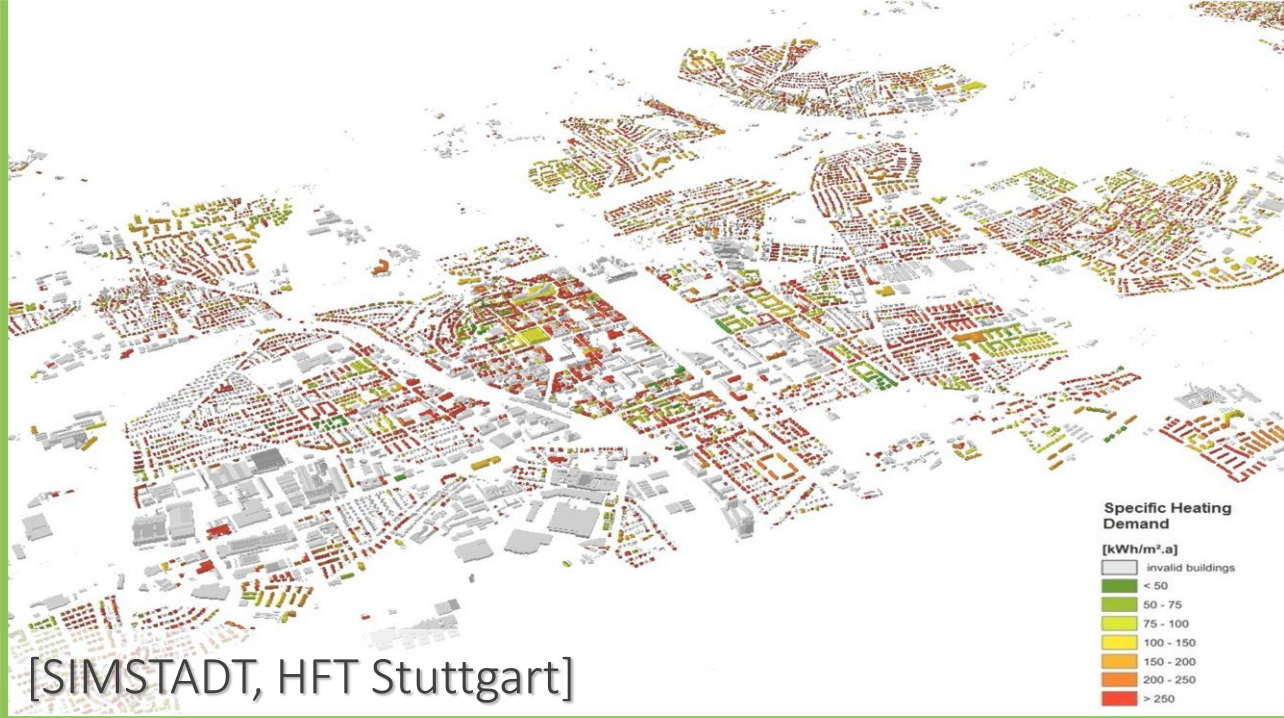 Specific Heating
Demand
[kWh/m².a]
invalid buildings
< 50
50 - 75
75 - 100
100 - 150
150 - 200
200 - 250
> 250
[SIMSTADT, HFT Stuttgart]